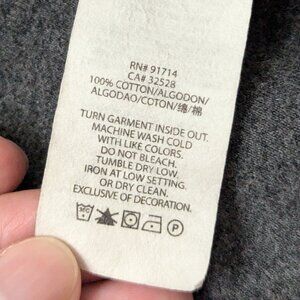 RN# 91714
CA# 32528
100% COTTON/ALGODON/
ALGODAO/COTON/绵/棉
TURN GARMENT INSIDE OUT.
MACHINE WASH COLD
WITH LIKE COLORS.
DO NOT BLEACH.
TUMBLE DRY LOW.
IRON AT LOW SETTING.
OR DRY CLEAN.
EXCLUSIVE OF DECORATION.